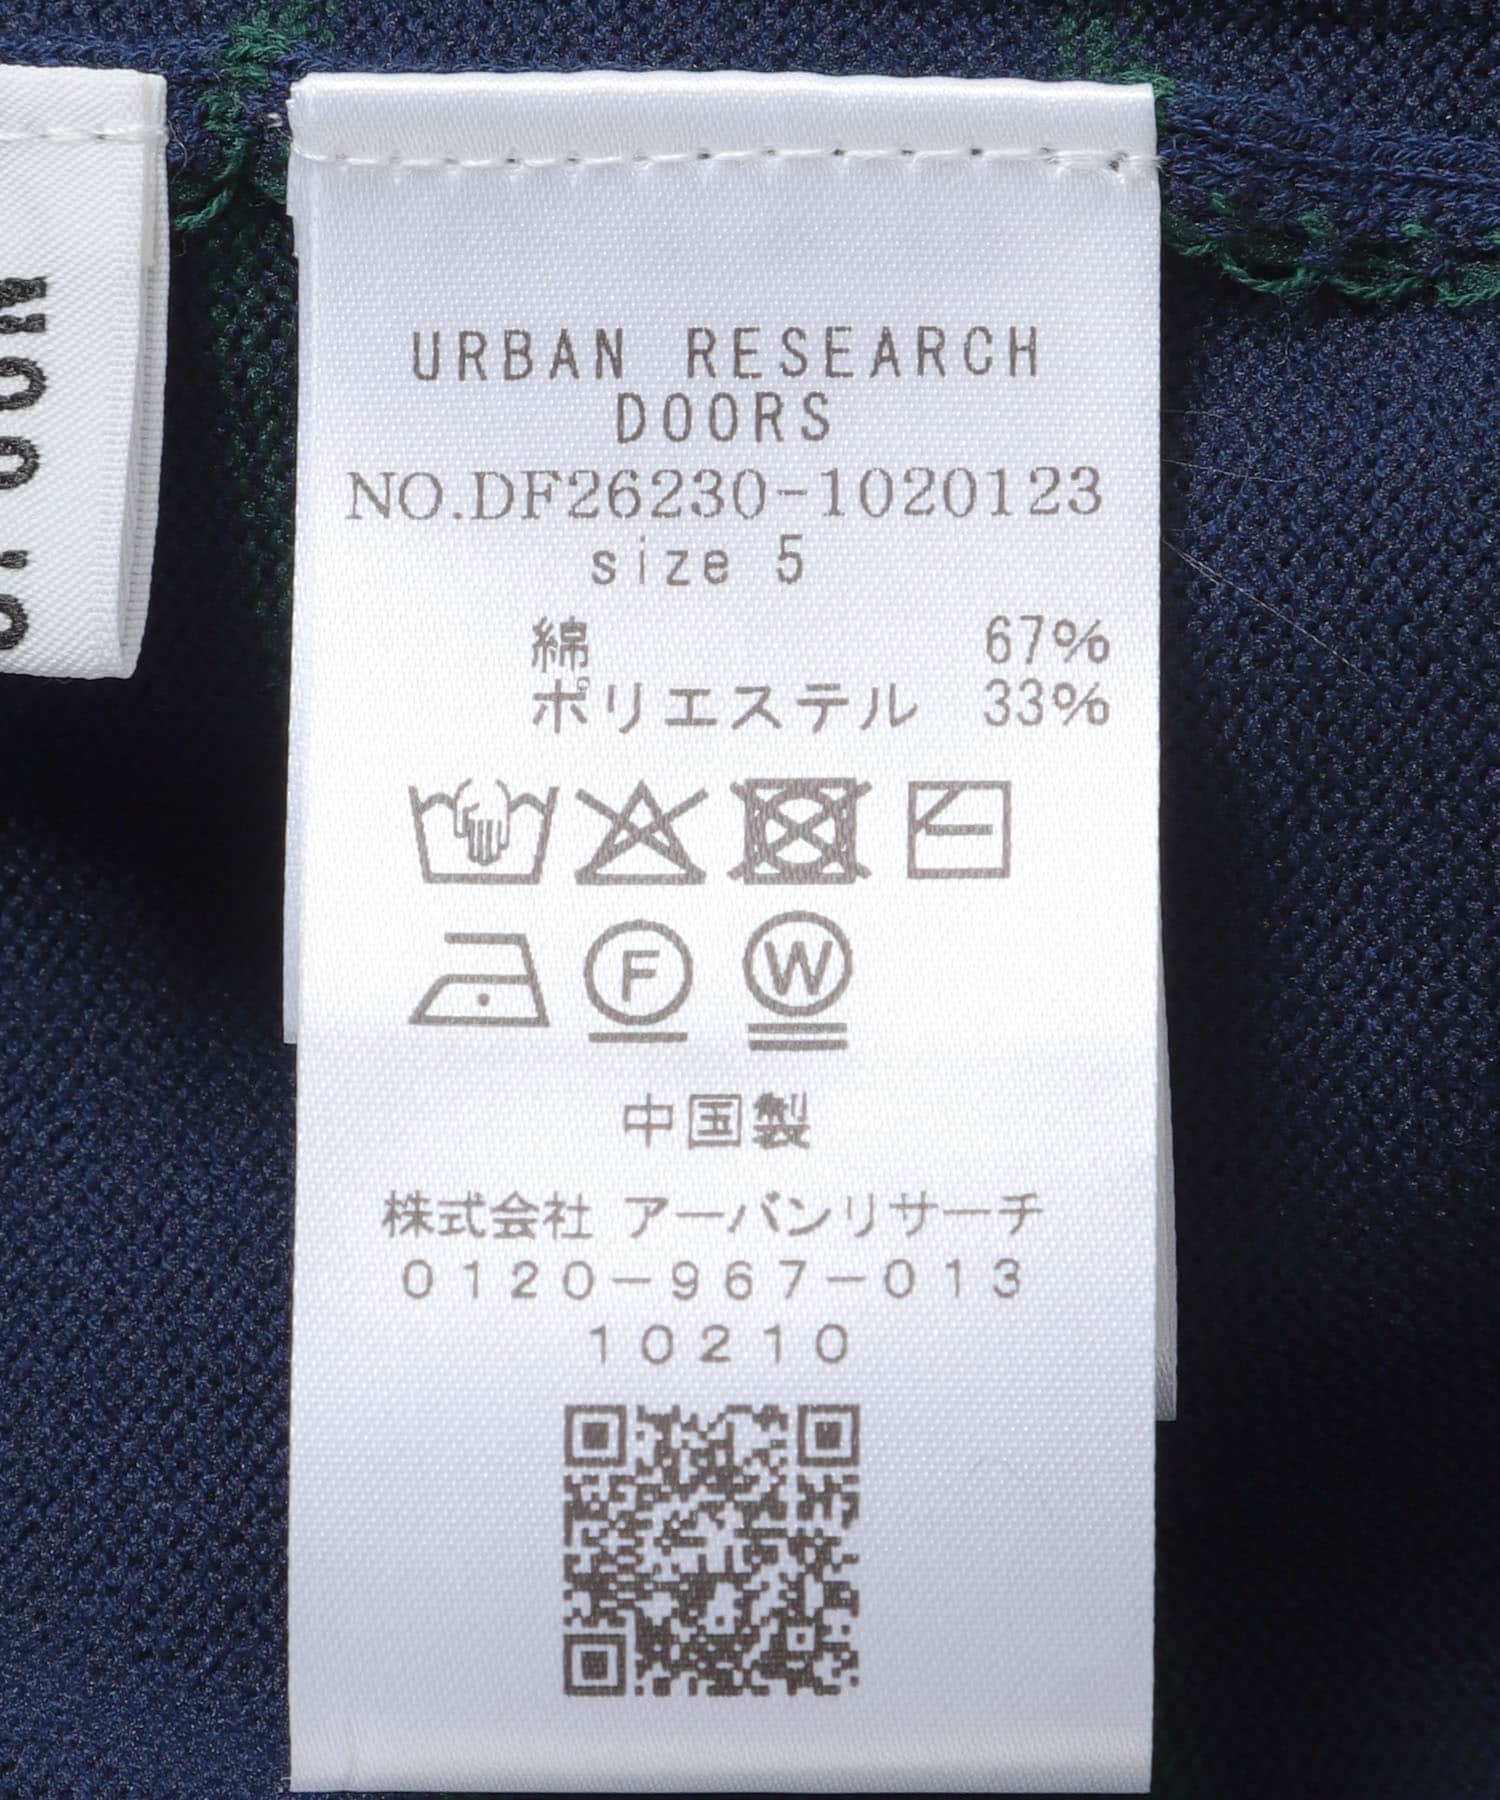 URBAN RESEARCH
DOORS
NO.DF26230-1020123
size 5
綿 67%
ポリエステル 33%
F W
中国製
株式会社 アーバンリサーチ
0120-967-013
10210